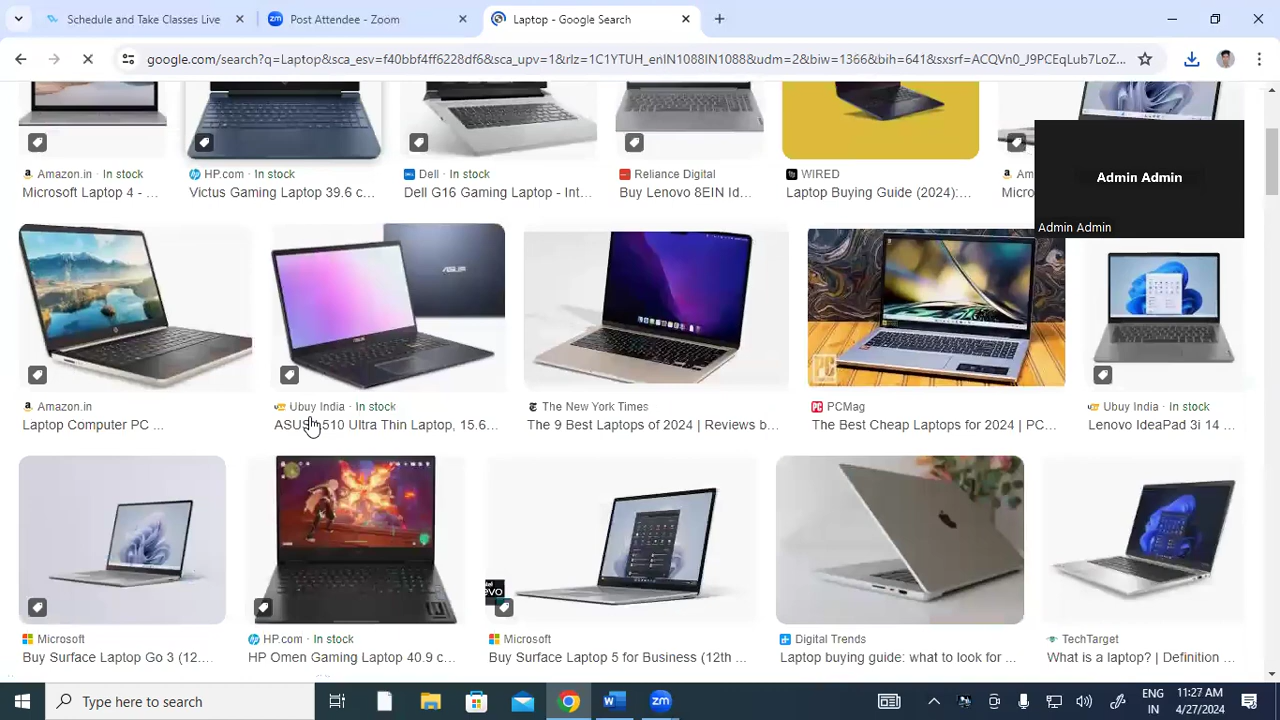 Schedule and Take Classes Live
Post Attendee - Zoom
Laptop - Google Search
google.com/search?q=Laptop&sca_esv=f40bbf4ff6228df6&sca_upv=1&rlz=1C1YTUH_enIN1088IN1088&udm=2&biw=1366&bih=641&sxsrf=ACQVn0_J9PCEqLub7LoZ...
Amazon.in · In stock
Microsoft Laptop 4 - ...
HP.com · In stock
Victus Gaming Laptop 39.6 c...
Dell · In stock
Dell G16 Gaming Laptop - Int...
Reliance Digital
Buy Lenovo 8EIN Id...
WIRED
Laptop Buying Guide (2024):...
Am
Micro
Admin Admin
Admin Admin
ASUS
Amazon.in
Laptop Computer PC ...
Ubuy India · In stock
ASUS 510 Ultra Thin Laptop, 15.6...
The New York Times
The 9 Best Laptops of 2024 | Reviews b...
PC
PCMag
The Best Cheap Laptops for 2024 | PC...
Ubuy India · In stock
Lenovo IdeaPad 3i 14 ...
Microsoft
Buy Surface Laptop Go 3 (12....
HP.com · In stock
HP Omen Gaming Laptop 40.9 c...
Microsoft
Buy Surface Laptop 5 for Business (12th ...
Digital Trends
Laptop buying guide: what to look for ...
TechTarget
What is a laptop? | Definition ...
Type here to search
ENG
IN
11:27 AM
4/27/2024